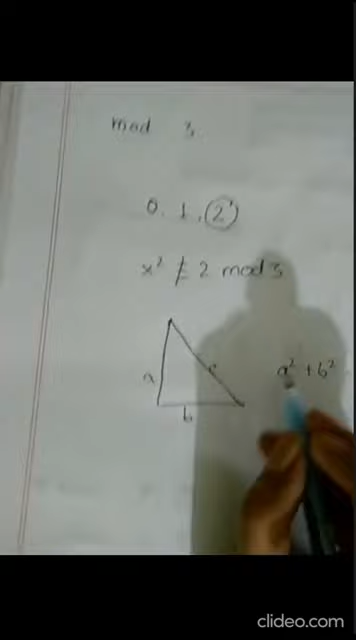 mod 3.
0, 1, 2
x² ≢ 2 mod 3
a
c
a² + b²
b
clideo.com